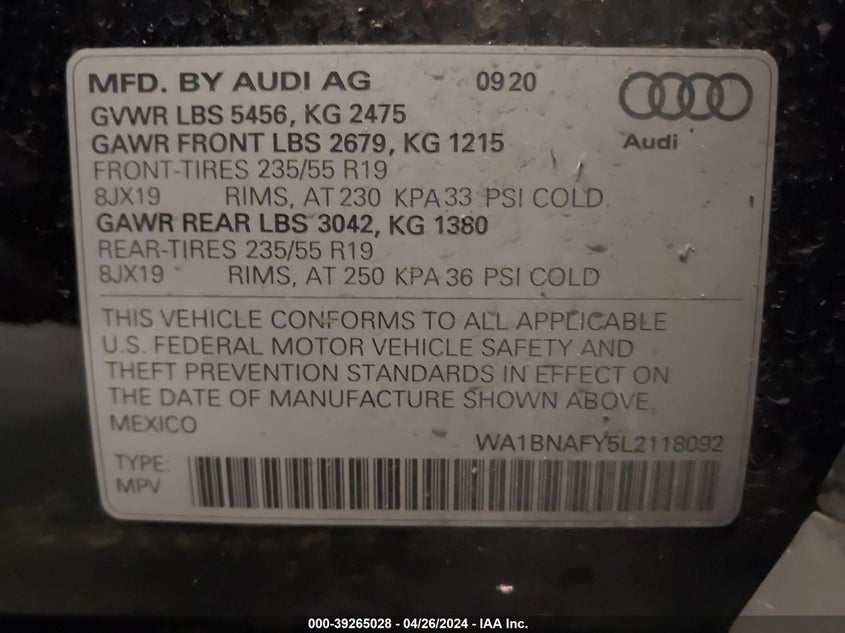 MFD. BY AUDI AG 0920
GVWR LBS 5456, KG 2475
GAWR FRONT LBS 2679, KG 1215
Audi
FRONT-TIRES 235/55 R19
8JX19 RIMS, AT 230 KPA 33 PSI COLD
GAWR REAR LBS 3042, KG 1380
REAR-TIRES 235/55 R19
8JX19 RIMS, AT 250 KPA 36 PSI COLD
THIS VEHICLE CONFORMS TO ALL APPLICABLE
U.S. FEDERAL MOTOR VEHICLE SAFETY AND
THEFT PREVENTION STANDARDS IN EFFECT ON
THE DATE OF MANUFACTURE SHOWN ABOVE.
MEXICO
WA1BNAFY5L2118092
TYPE:
MPV
000-39265028 - 04/26/2024 - IAA Inc.